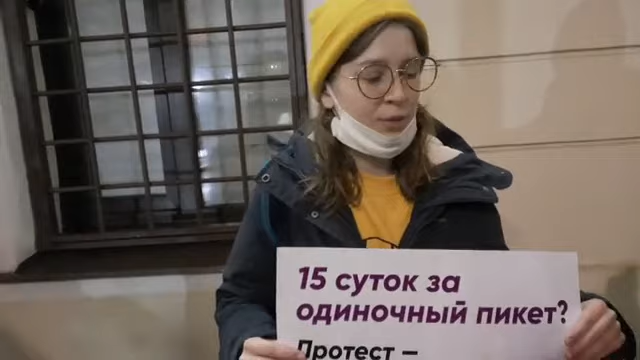 15 суток за
одиночный пикет?
Протест –